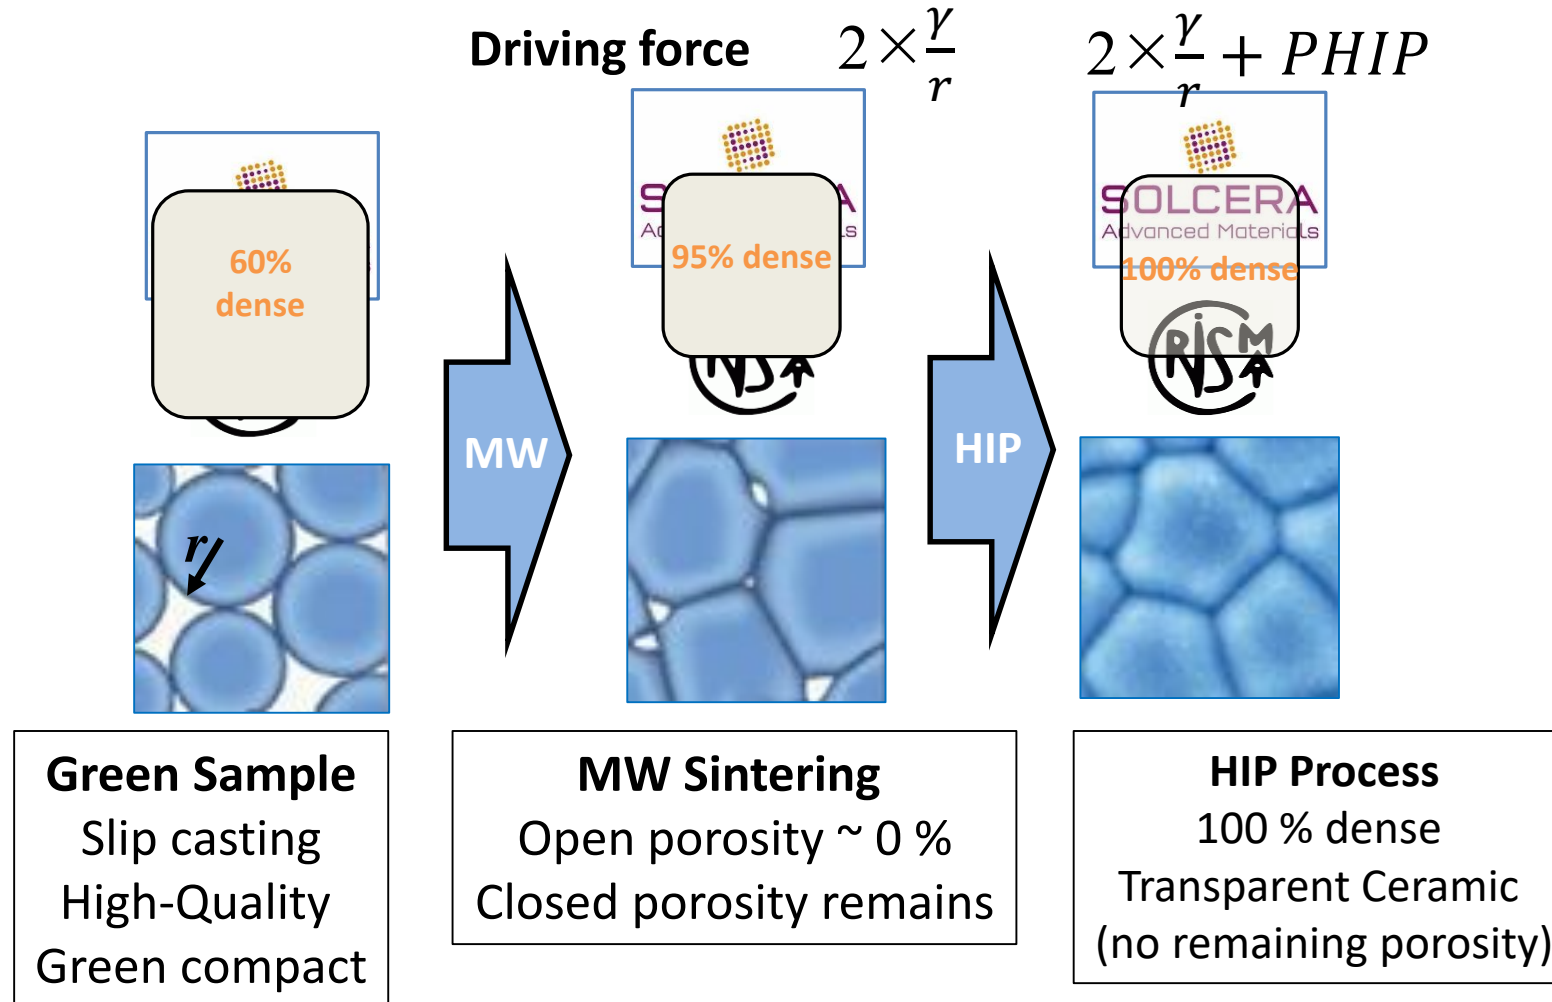 Driving force 2 × γ/r 2 × γ/r + PHIP
60%
dense
95% dense
SOLCERA
Advanced Materials
100% dense
RISMA
MW
HIP
r
Green Sample
Slip casting
High-Quality
Green compact
MW Sintering
Open porosity ~ 0 %
Closed porosity remains
HIP Process
100 % dense
Transparent Ceramic
(no remaining porosity)